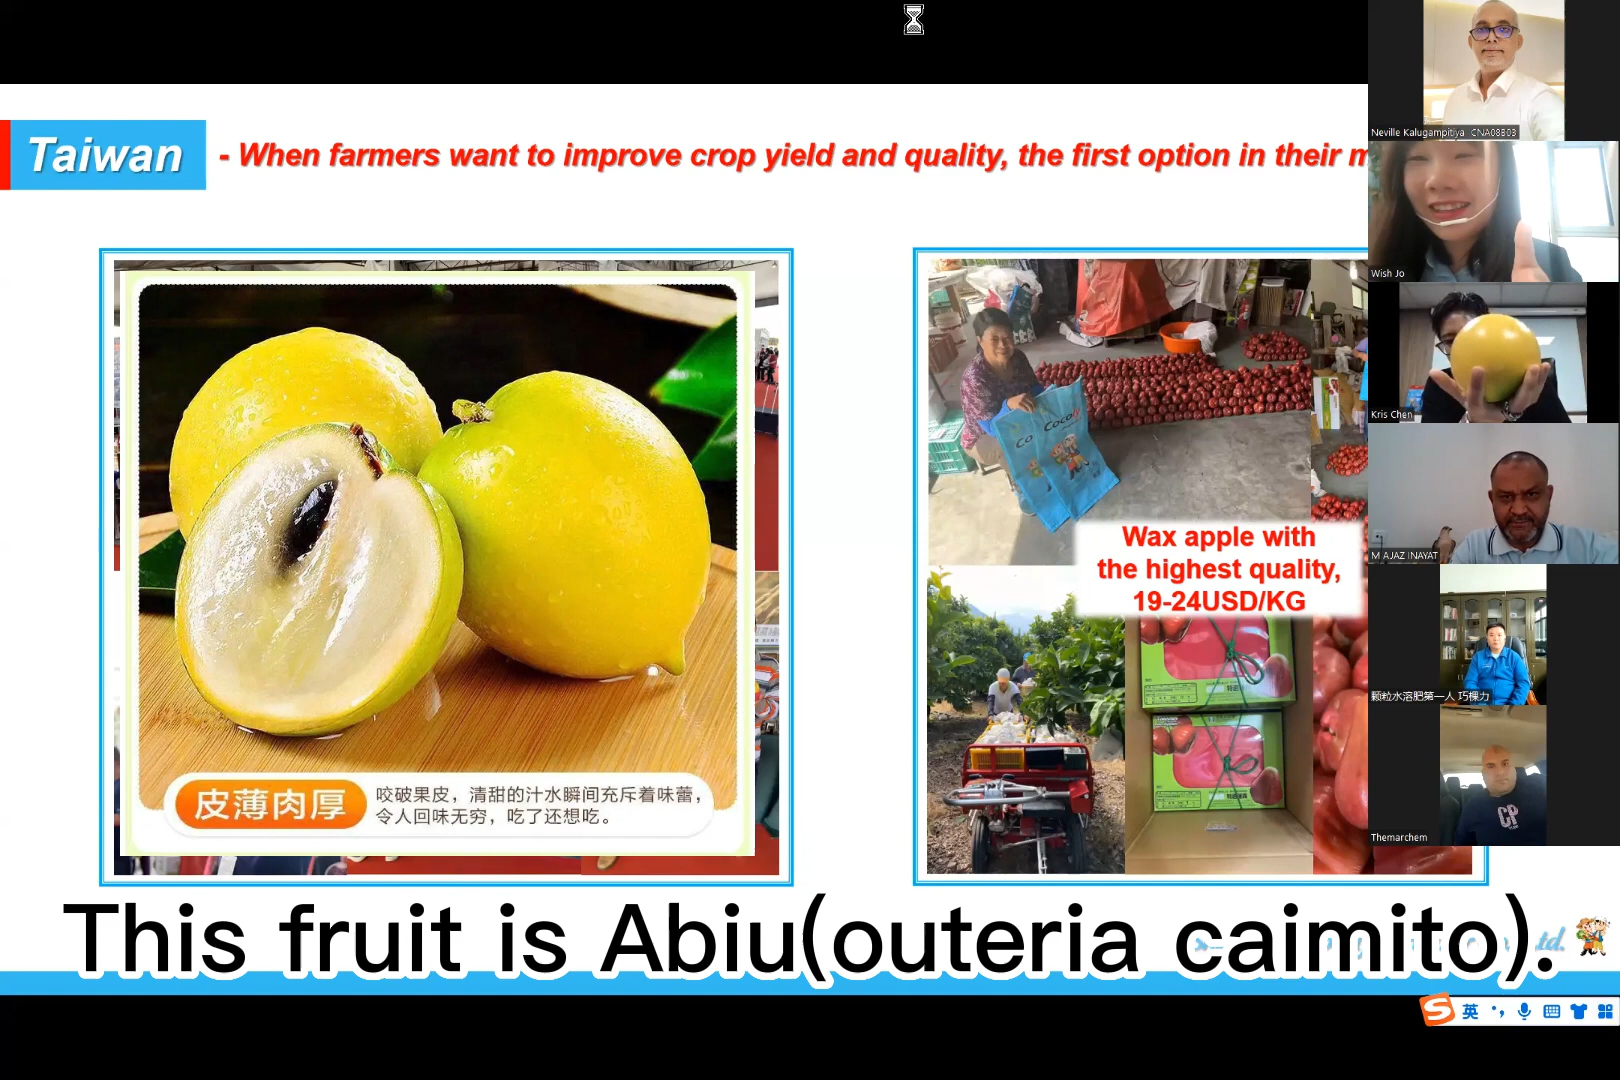 Taiwan
- When farmers want to improve crop yield and quality, the first option in their m
Neville Kalugampitiya CNA08B03
Wish Jo
Kris Chen
M AJAZ INAYAT
颗粒水溶肥第一人 巧棵力
Themarchem
CoCo
Wax apple with
the highest quality,
19-24USD/KG
皮薄肉厚
咬破果皮，清甜的汁水瞬间充斥着味蕾，
令人回味无穷，吃了还想吃。
This fruit is Abiu(outeria caimito).
td.
CP
S 英